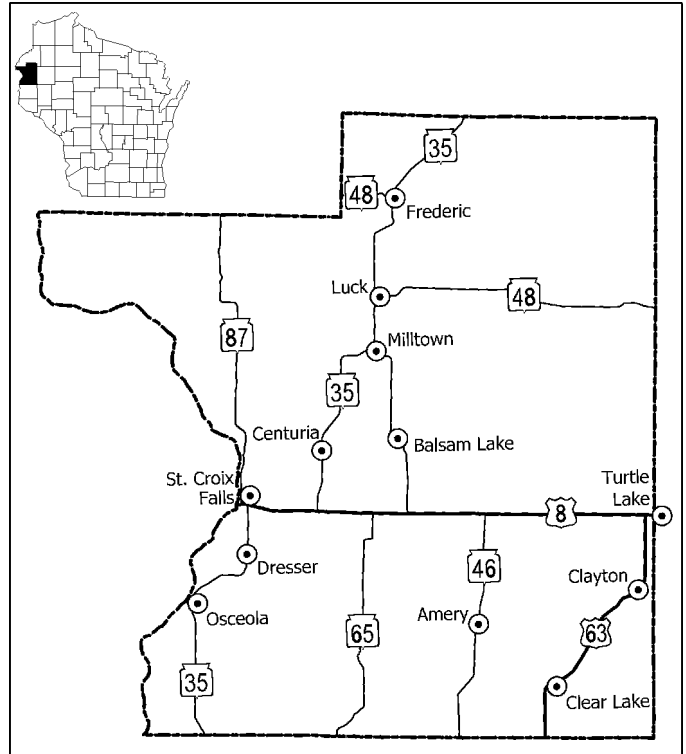 35
48
Frederic
Luck
48
87
Milltown
35
Centuria
Balsam Lake
St. Croix
Falls
Turtle
Lake
8
Dresser
46
Clayton
Osceola
Amery
65
63
35
Clear Lake